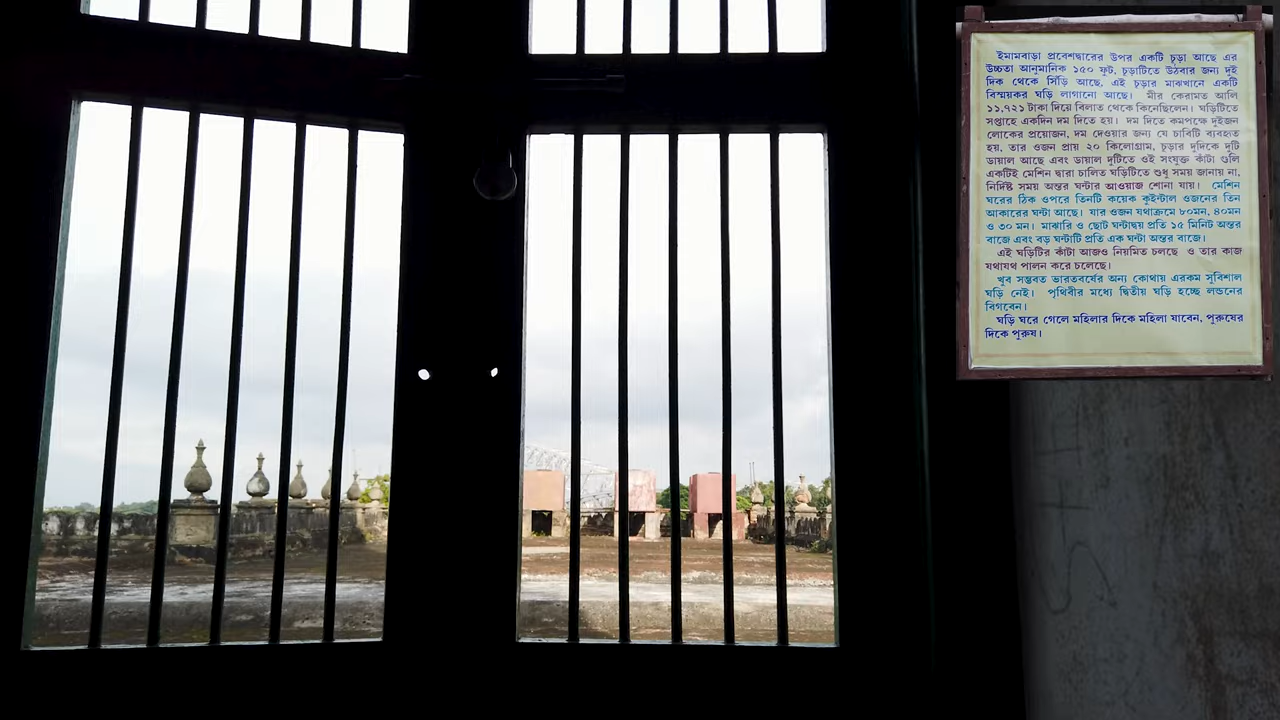 ইমামবাড়া প্রবেশদ্বারের উপর একটি চূড়া আছে এর
উচ্চতা আনুমানিক ১৫০ ফুট, চূড়াটিতে উঠবার জন্য দুই
দিক থেকে সিঁড়ি আছে, এই চূড়ার মাঝখানে একটি
বিস্ময়কর ঘড়ি লাগানো আছে। মীর কেরামত আলি
১১,৭২১ টাকা দিয়ে বিলাত থেকে কিনেছিলেন। ঘড়িটিতে
সপ্তাহে একদিন দম দিতে হয়। দম দিতে কমপক্ষে দুইজন
লোকের প্রয়োজন, দম দেওয়ার জন্য যে চাবিটি ব্যবহৃত
হয়, তার ওজন প্রায় ২০ কিলোগ্রাম, চূড়ার দুদিকে দুটি
ডায়াল আছে এবং ডায়াল দুটিতে ওই সংযুক্ত কাঁটা গুলি
একটিই মেশিন দ্বারা চালিত ঘড়িটিতে শুধু সময় জানায় না,
নির্দিষ্ট সময় অন্তর ঘন্টার আওয়াজ শোনা যায়। মেশিন
ঘরের ঠিক ওপরে তিনটি কয়েক কুইন্টাল ওজনের তিন
আকারের ঘন্টা আছে। যার ওজন যথাক্রমে ৮০মন, ৪০মন
ও ৩০ মন। মাঝারি ও ছোট ঘন্টাদ্বয় প্রতি ১৫ মিনিট অন্তর
বাজে এবং বড় ঘন্টাটি প্রতি এক ঘন্টা অন্তর বাজে।
এই ঘড়িটির কাঁটা আজও নিয়মিত চলছে ও তার কাজ
যথাযথ পালন করে চলেছে।
খুব সম্ভবত ভারতবর্ষের অন্য কোথায় এরকম সুবিশাল
ঘড়ি নেই। পৃথিবীর মধ্যে দ্বিতীয় ঘড়ি হচ্ছে লন্ডনের
বিগবেন।
ঘড়ি ঘরে গেলে মহিলার দিকে মহিলা যাবেন, পুরুষের
দিকে পুরুষ।